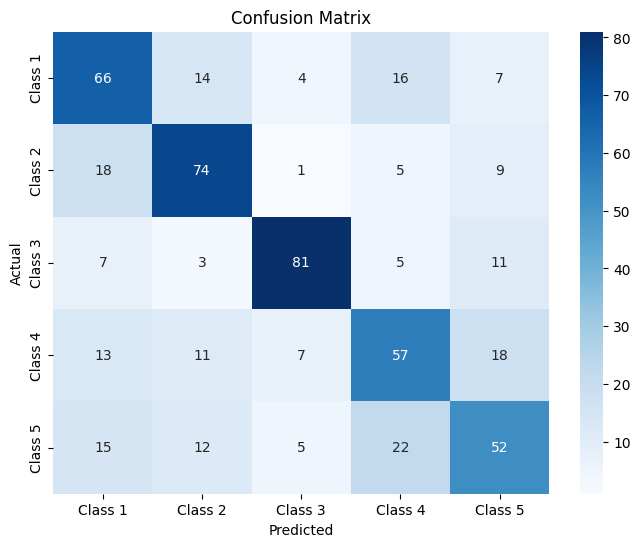 Confusion Matrix
Actual
Class 1
66 14 4 16 7
Class 2
18 74 1 5 9
Class 3
7 3 81 5 11
Class 4
13 11 7 57 18
Class 5
15 12 5 22 52
Class 1 Class 2 Class 3 Class 4 Class 5
Predicted
80
70
60
50
40
30
20
10